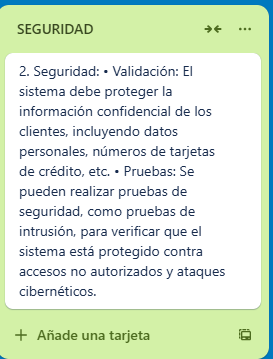 SEGURIDAD
2. Seguridad: • Validación: El
sistema debe proteger la
información confidencial de los
clientes, incluyendo datos
personales, números de tarjetas
de crédito, etc. • Pruebas: Se
pueden realizar pruebas de
seguridad, como pruebas de
intrusión, para verificar que el
sistema está protegido contra
accesos no autorizados y ataques
cibernéticos.
+ Añade una tarjeta